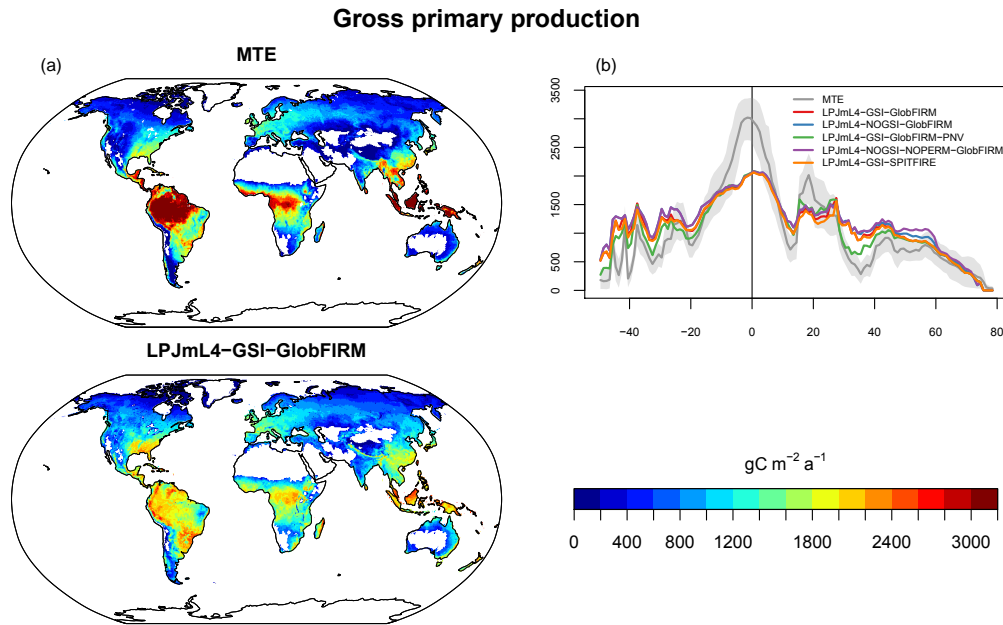 Gross primary production
(a)
MTE
LPJmL4−GSI−GlobFIRM
(b)
3500
2500
1500
500
0
MTE
LPJmL4−GSI−GlobFIRM
LPJmL4−NOGSI−GlobFIRM
LPJmL4−GSI−GlobFIRM−PNV
LPJmL4−NOGSI−NOPERM−GlobFIRM
LPJmL4−GSI−SPITFIRE
−40 −20 0 20 40 60 80
gC m⁻² a⁻¹
0 400 800 1200 1800 2400 3000